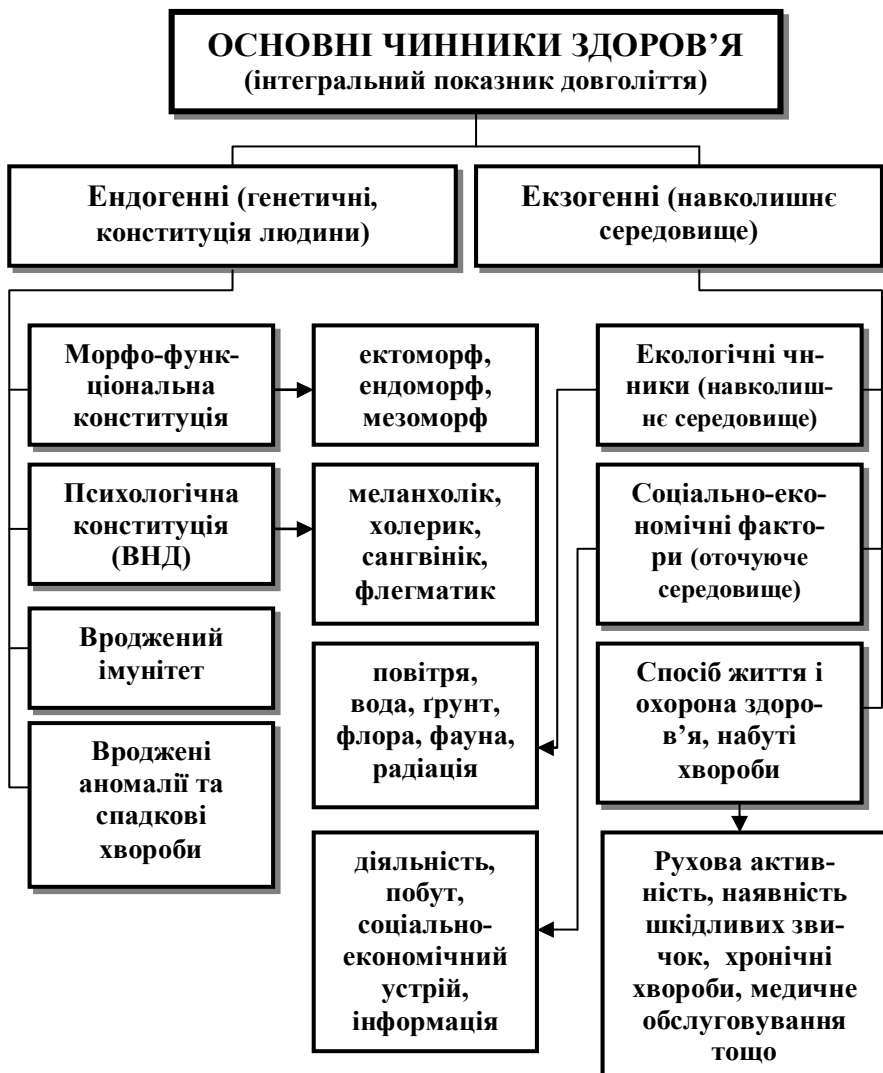 ОСНОВНІ ЧИННИКИ ЗДОРОВ’Я
(інтегральний показник довголіття)
Ендогенні (генетичні,
конституція людини)
Екзогенні (навколишнє
середовище)
Морфо-функ-
ціональна
конституція
ектоморф,
ендоморф,
мезоморф
Екологічні чн-
ники (навколиш-
нє середовище)
Психологічна
конституція
(ВНД)
меланхолік,
холерик,
сангвінік,
флегматик
Соціально-еко-
номічні факто-
ри (оточуюче
середовище)
Вроджений
імунітет
повітря,
вода, ґрунт,
флора, фауна,
радіація
Спосіб життя і
охорона здоро-
в’я, набуті
хвороби
Вроджені
аномалії та
спадкові
хвороби
діяльність,
побут,
соціально-
економічний
устрій,
інформація
Рухова актив-
ність, наявність
шкідливих зви-
чок, хронічні
хвороби, медичне
обслуговування
тощо